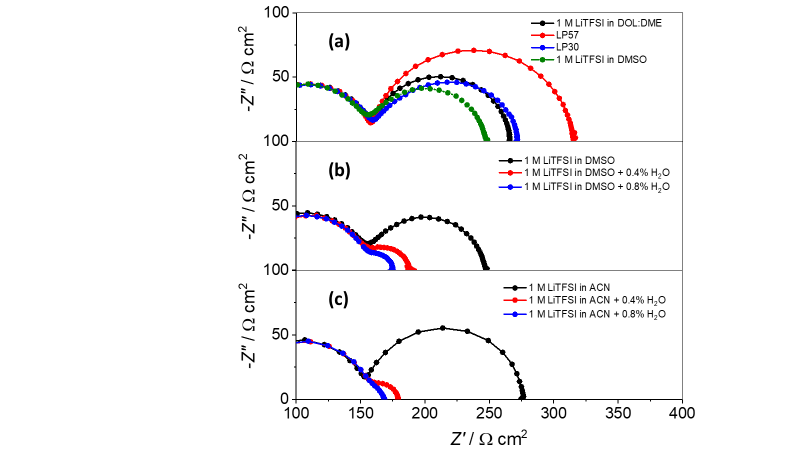 (a)
1 M LiTFSI in DOL:DME
LP57
LP30
1 M LiTFSI in DMSO
100
50
100
-Z" / Ω cm²
(b)
1 M LiTFSI in DMSO
1 M LiTFSI in DMSO + 0.4% H₂O
1 M LiTFSI in DMSO + 0.8% H₂O
50
100
-Z" / Ω cm²
(c)
1 M LiTFSI in ACN
1 M LiTFSI in ACN + 0.4% H₂O
1 M LiTFSI in ACN + 0.8% H₂O
50
0
-Z" / Ω cm²
100 150 200 250 300 350 400
Z' / Ω cm²